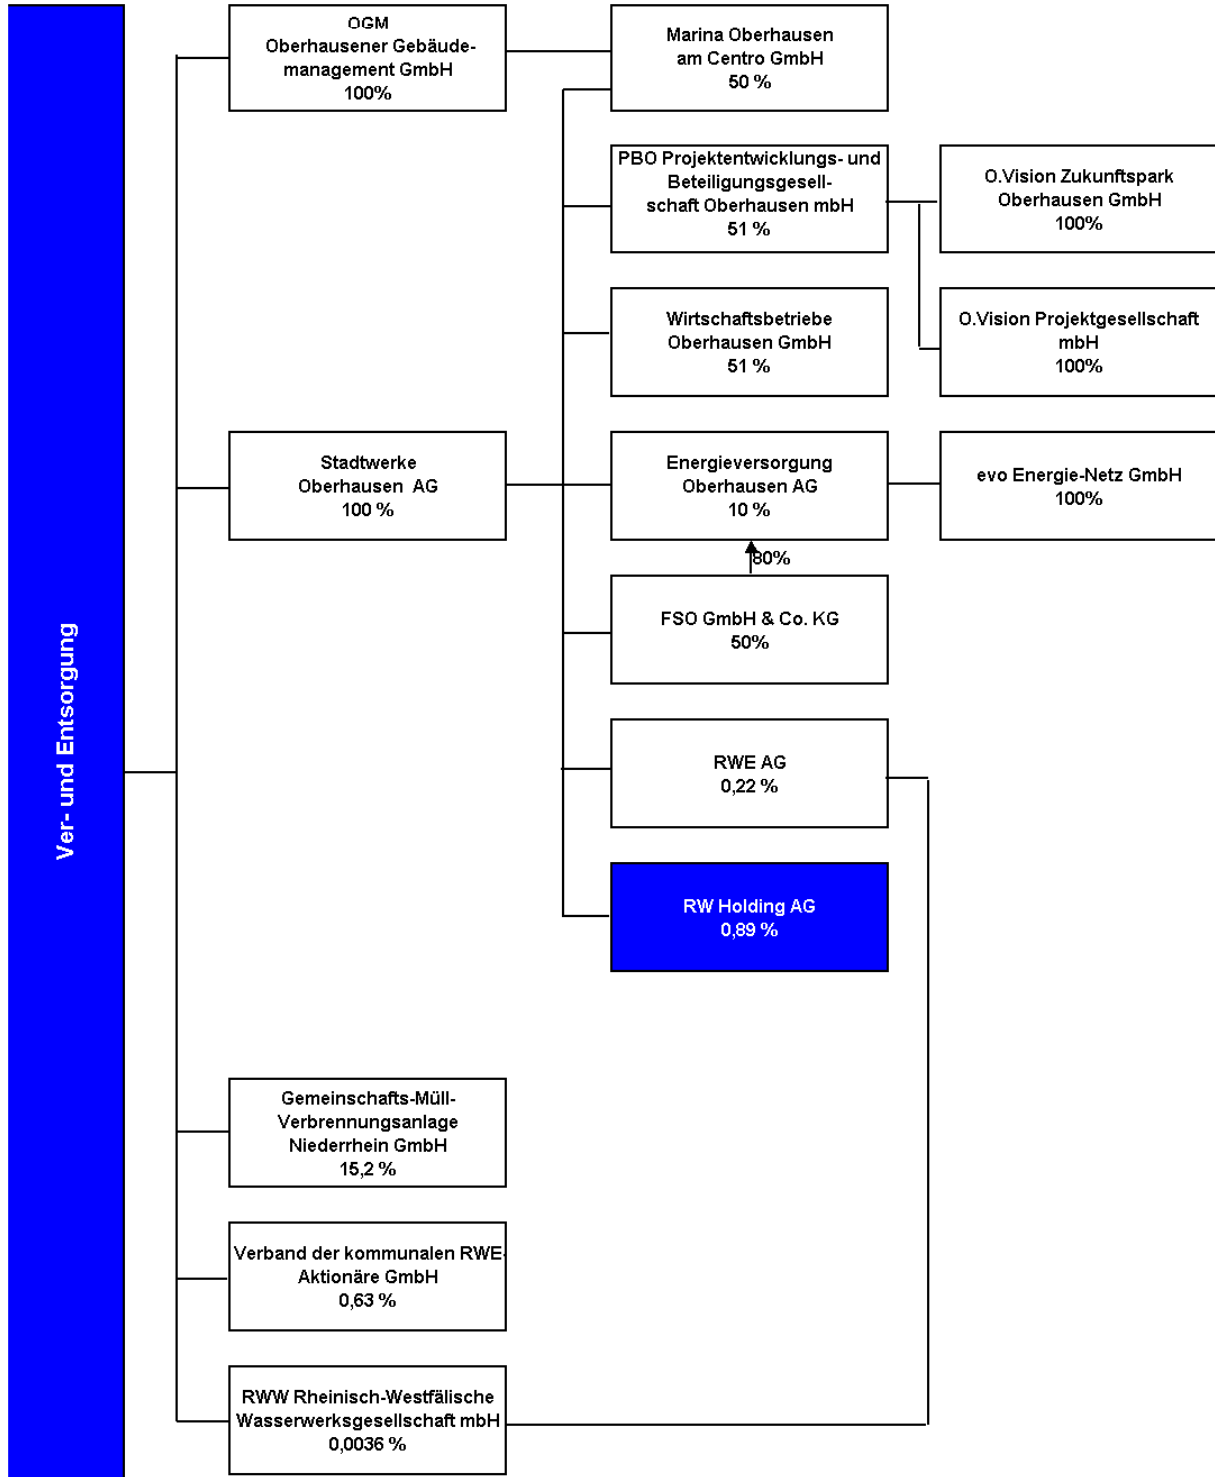 Ver- und Entsorgung
OGM
Oberhausener Gebäude-
management GmbH
100%
Marina Oberhausen
am Centro GmbH
50 %
PBO Projektentwicklungs- und
Beteiligungsgesell-
schaft Oberhausen mbH
51 %
O.Vision Zukunftspark
Oberhausen GmbH
100%
Wirtschaftsbetriebe
Oberhausen GmbH
51 %
O.Vision Projektgesellschaft
mbH
100%
Stadtwerke
Oberhausen AG
100 %
Energieversorgung
Oberhausen AG
10 %
evo Energie-Netz GmbH
100%
80%
FSO GmbH & Co. KG
50%
RWE AG
0,22 %
RW Holding AG
0,89 %
Gemeinschafts-Müll-
Verbrennungsanlage
Niederrhein GmbH
15,2 %
Verband der kommunalen RWE-
Aktionäre GmbH
0,63 %
RWW Rheinisch-Westfälische
Wasserwerksgesellschaft mbH
0,0036 %